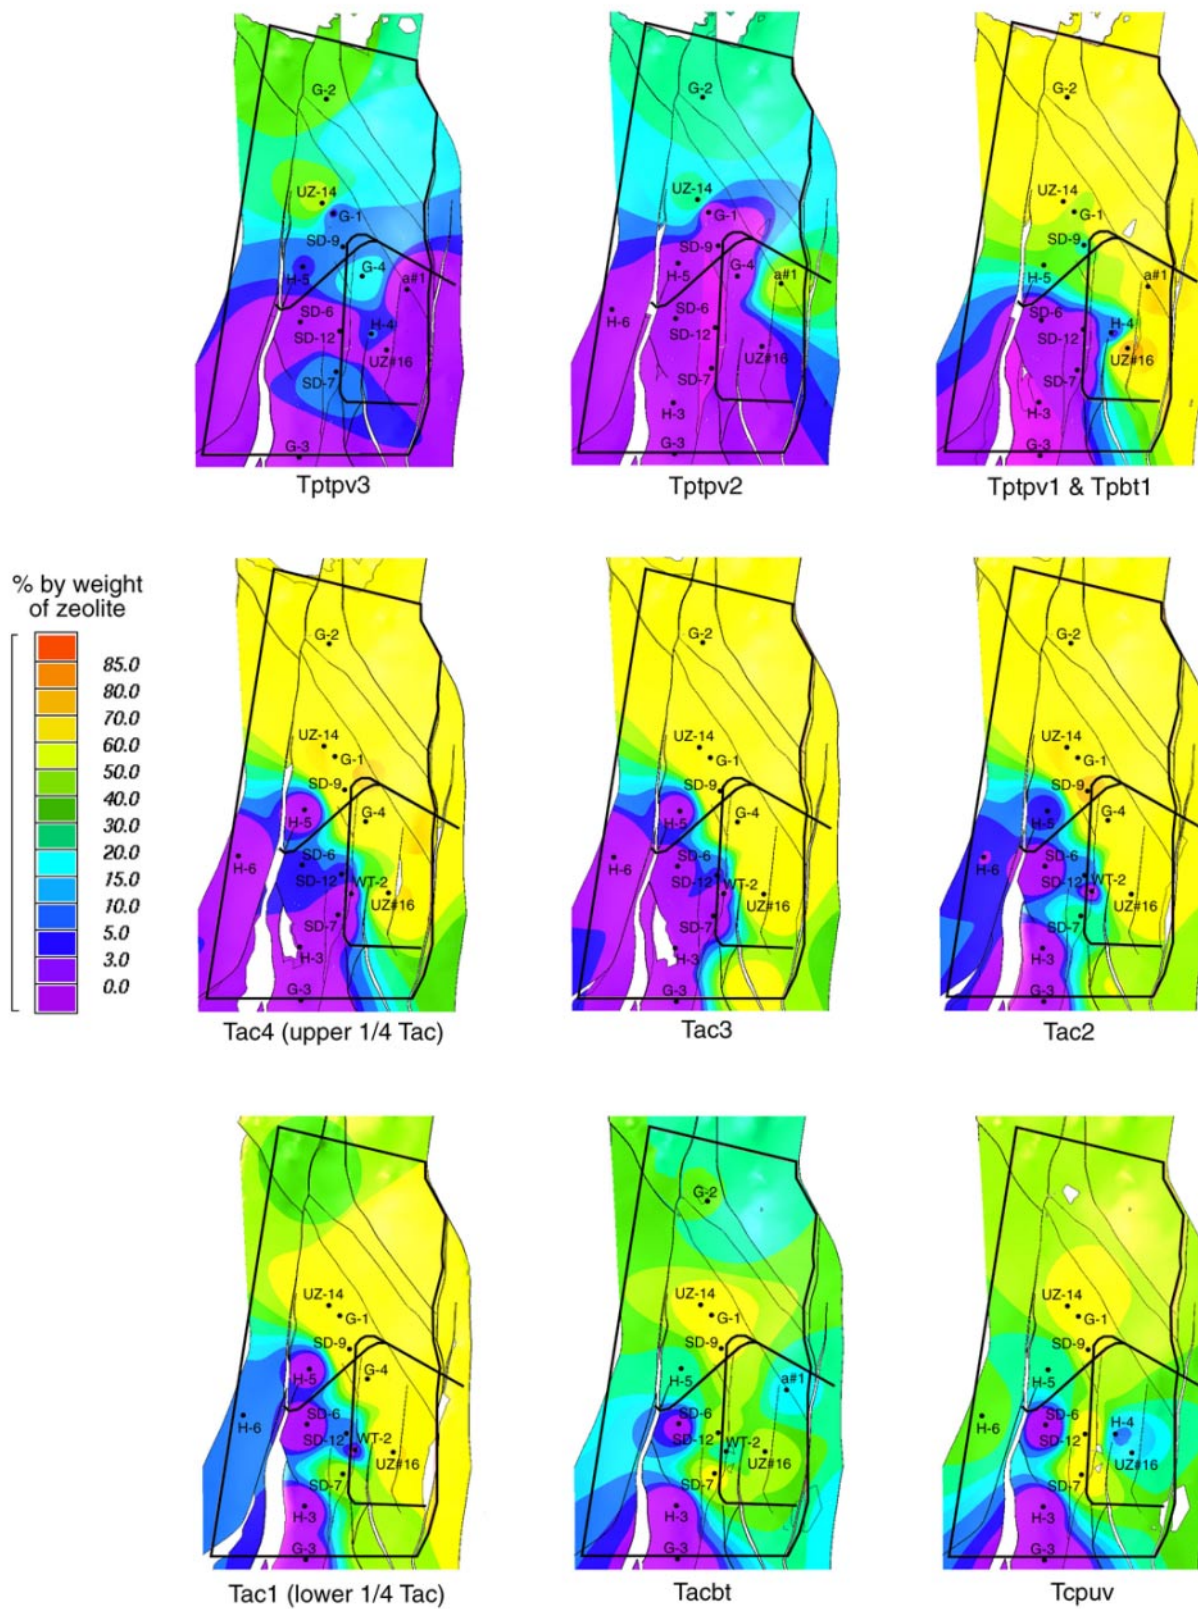 G-2
UZ-14
G-1
SD-9
G-4
H-5
a#1
SD-6
SD-12
H-4
UZ#16
SD-7
G-3
Tptpv3
G-2
UZ-14
G-1
SD-9
H-5
G-4
a#1
H-6
SD-6
SD-12
UZ#16
SD-7
H-3
G-3
Tptpv2
G-2
UZ-14
G-1
SD-9
H-5
a#1
SD-6
SD-12
H-4
UZ#16
SD-7
H-3
G-3
Tptpv1 & Tpbt1
% by weight
of zeolite
85.0
80.0
70.0
60.0
50.0
40.0
30.0
20.0
15.0
10.0
5.0
3.0
0.0
G-2
UZ-14
G-1
SD-9
H-5
G-4
H-6
SD-6
SD-12
WT-2
UZ#16
SD-7
H-3
G-3
Tac4 (upper 1/4 Tac)
G-2
UZ-14
G-1
SD-9
H-5
G-4
H-6
SD-6
SD-12
WT-2
UZ#16
SD-7
H-3
G-3
Tac3
G-2
UZ-14
G-1
SD-9
H-5
G-4
H-6
SD-6
SD-12
WT-2
UZ#16
SD-7
H-3
G-3
Tac2
UZ-14
G-1
SD-9
H-5
G-4
H-6
SD-6
SD-12
WT-2
UZ#16
SD-7
H-3
G-3
Tac1 (lower 1/4 Tac)
G-2
UZ-14
G-1
SD-9
H-5
a#1
SD-6
SD-12
WT-2
UZ#16
SD-7
H-3
G-3
Tacbt
UZ-14
G-1
SD-9
H-5
H-6
SD-6
SD-12
H-4
UZ#16
SD-7
H-3
G-3
Tcpuv